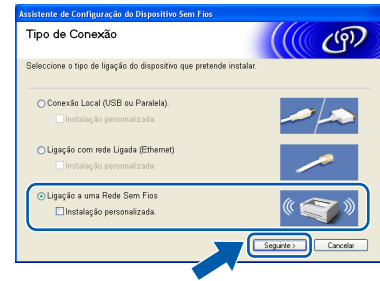 Assistente de Configuração do Dispositivo Sem Fios
Tipo de Conexão
Seleccione o tipo de ligação do dispositivo que pretende instalar.
Conexão Local (USB ou Paralela).
Instalação personalizada.
Ligação com rede Ligada (Ethernet)
Instalação personalizada.
Ligação a uma Rede Sem Fios
Instalação personalizada.
Seguinte > Cancelar